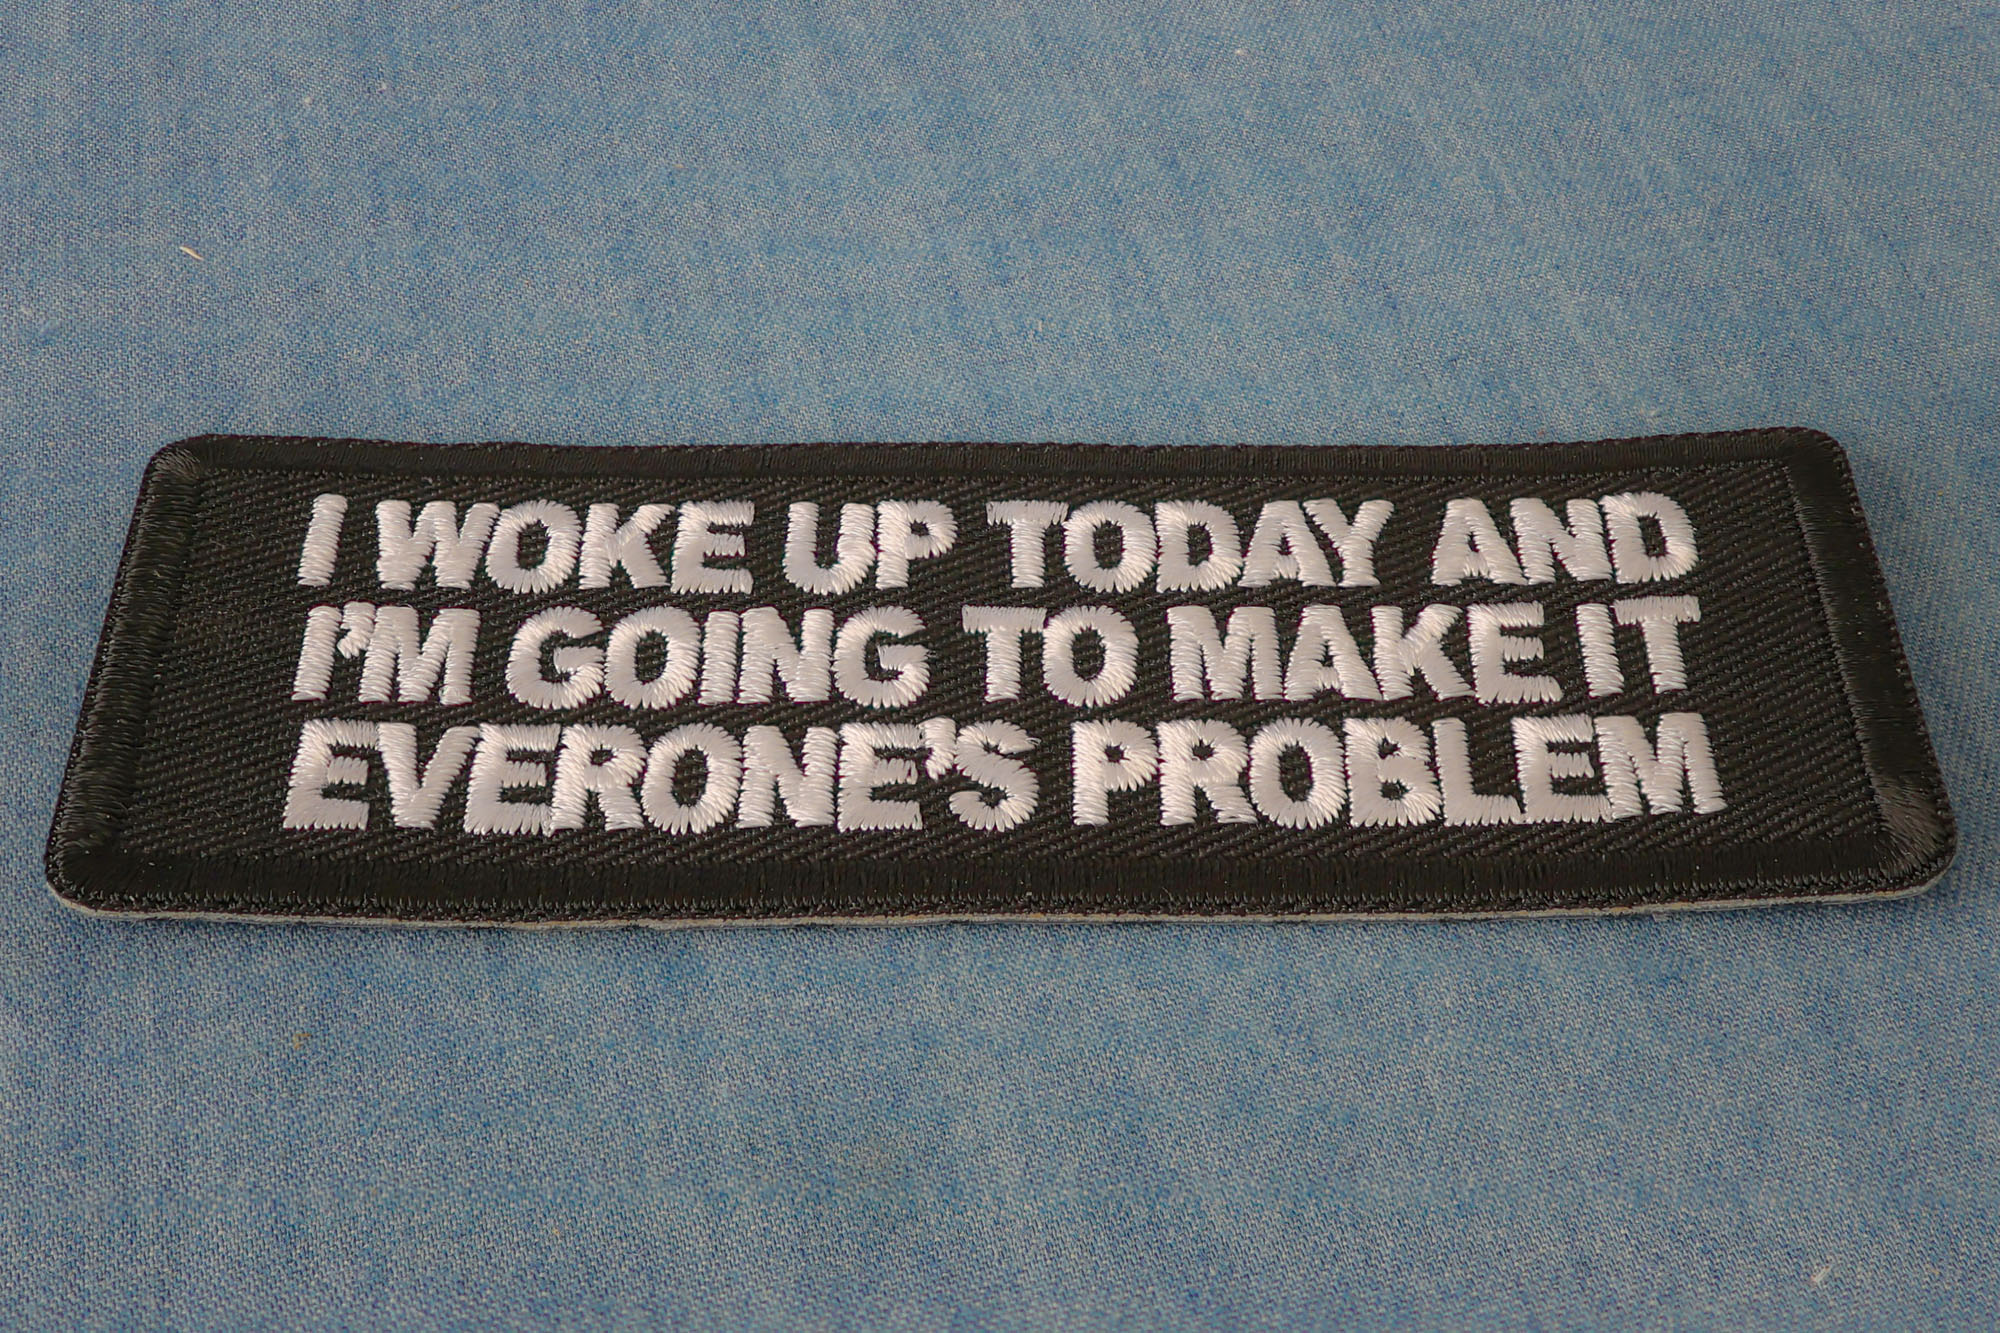 I WOKE UP TODAY AND
I'M GOING TO MAKE IT
EVERONE'S PROBLEM